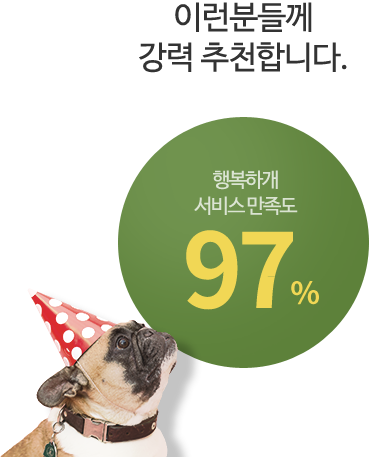 이런분들께
강력 추천합니다.
행복하개
서비스 만족도
97%